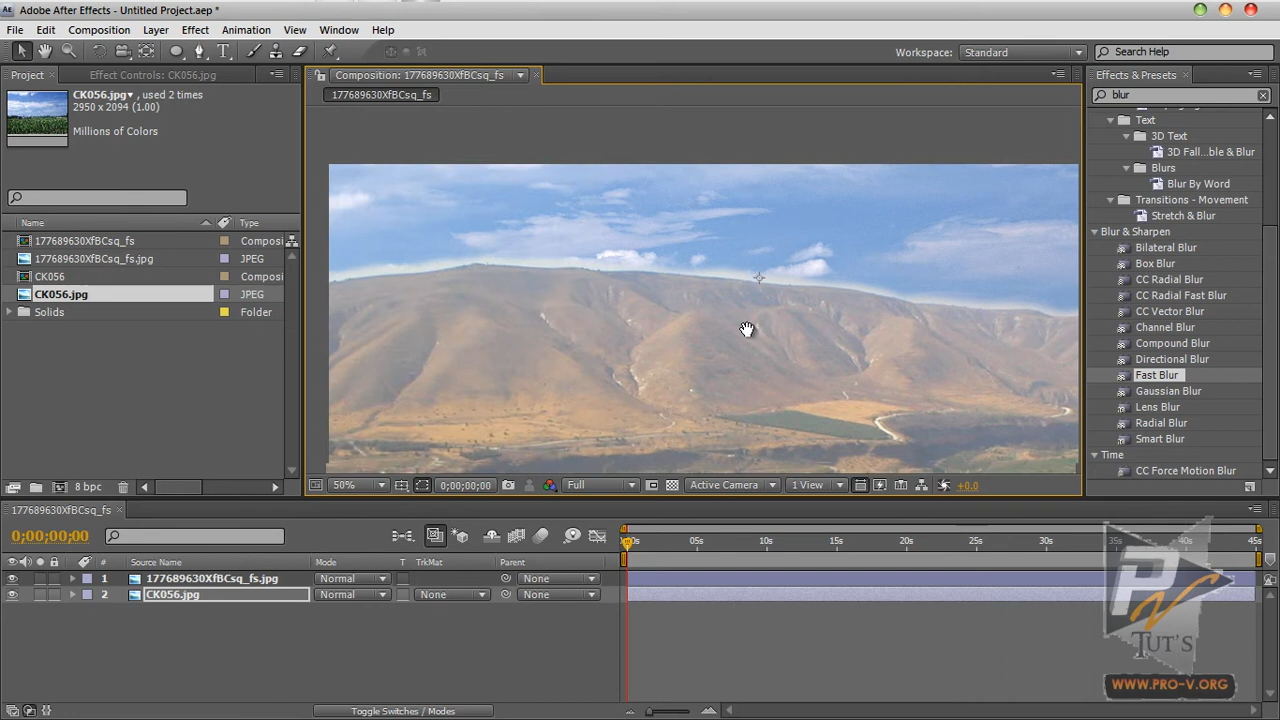 Adobe After Effects - Untitled Project.aep *
File Edit Composition Layer Effect Animation View Window Help
Workspace: Standard Search Help
Project Effect Controls: CK056.jpg Composition: 177689630XfBCsq_fs Effects & Presets
CK056.jpg▾ , used 2 times
2950 x 2094 (1.00)
Millions of Colors
177689630XfBCsq_fs
blur
Name Type
177689630XfBCsq_fs Composi
177689630XfBCsq_fs.jpg JPEG
CK056 Composi
CK056.jpg JPEG
Solids Folder
Text
3D Text
3D Fall...ble & Blur
Blurs
Blur By Word
Transitions - Movement
Stretch & Blur
Blur & Sharpen
Bilateral Blur
Box Blur
CC Radial Blur
CC Radial Fast Blur
CC Vector Blur
Channel Blur
Compound Blur
Directional Blur
Fast Blur
Gaussian Blur
Lens Blur
Radial Blur
Smart Blur
Time
CC Force Motion Blur
8 bpc
50% 0;00;00;00 Full Active Camera 1 View +0.0
177689630XfBCsq_fs
0;00;00;00
05s 10s 15s 20s 25s 30s 35s 40s 45s
# Source Name Mode T TrkMat Parent
1 177689630XfBCsq_fs.jpg Normal None
2 CK056.jpg Normal None None
Toggle Switches / Modes
PV
TUT'S
WWW.PRO-V.ORG